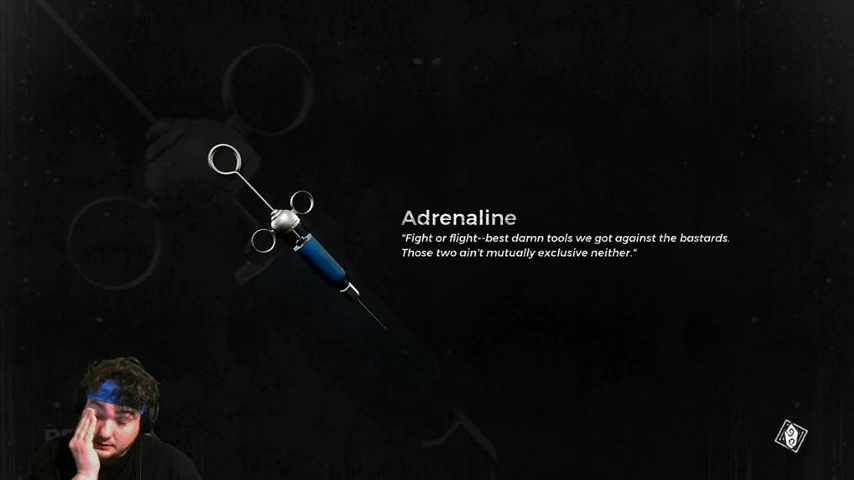 Adrenaline
"Fight or flight--best damn tools we got against the bastards.
Those two ain't mutually exclusive neither."